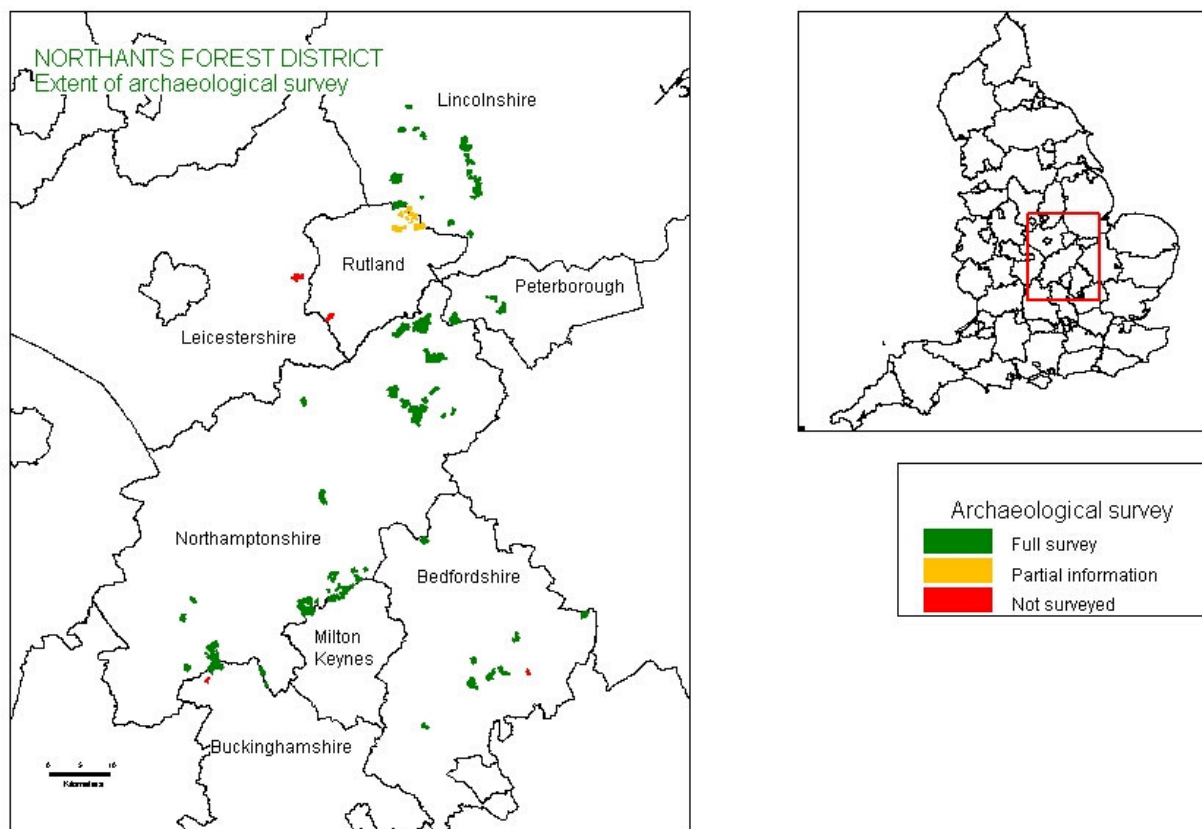 NORTHANTS FOREST DISTRICT
Extent of archaeological survey
Lincolnshire
Rutland
Peterborough
Leicestershire
Northamptonshire
Bedfordshire
Milton
Keynes
Buckinghamshire
Kilometers
Archaeological survey
Full survey
Partial information
Not surveyed